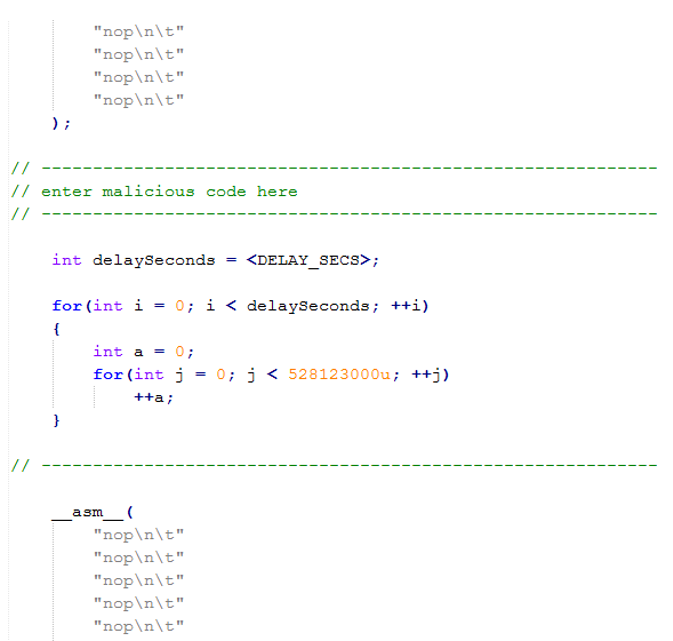 "nop\n\t"
"nop\n\t"
"nop\n\t"
"nop\n\t"
);
// ------------------------------------------------------------
// enter malicious code here
// ------------------------------------------------------------
int delaySeconds = <DELAY_SECS>;
for(int i = 0; i < delaySeconds; ++i)
{
int a = 0;
for(int j = 0; j < 528123000u; ++j)
++a;
}
// ------------------------------------------------------------
__asm__(
"nop\n\t"
"nop\n\t"
"nop\n\t"
"nop\n\t"
"nop\n\t"